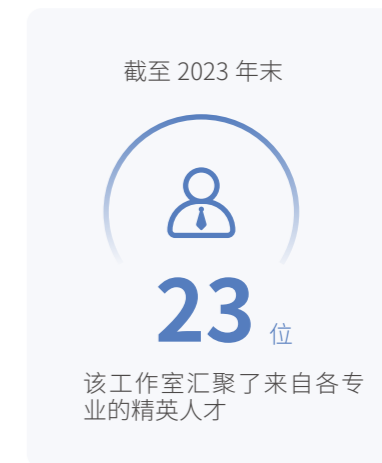 截至 2023 年末
23 位
该工作室汇聚了来自各专
业的精英人才